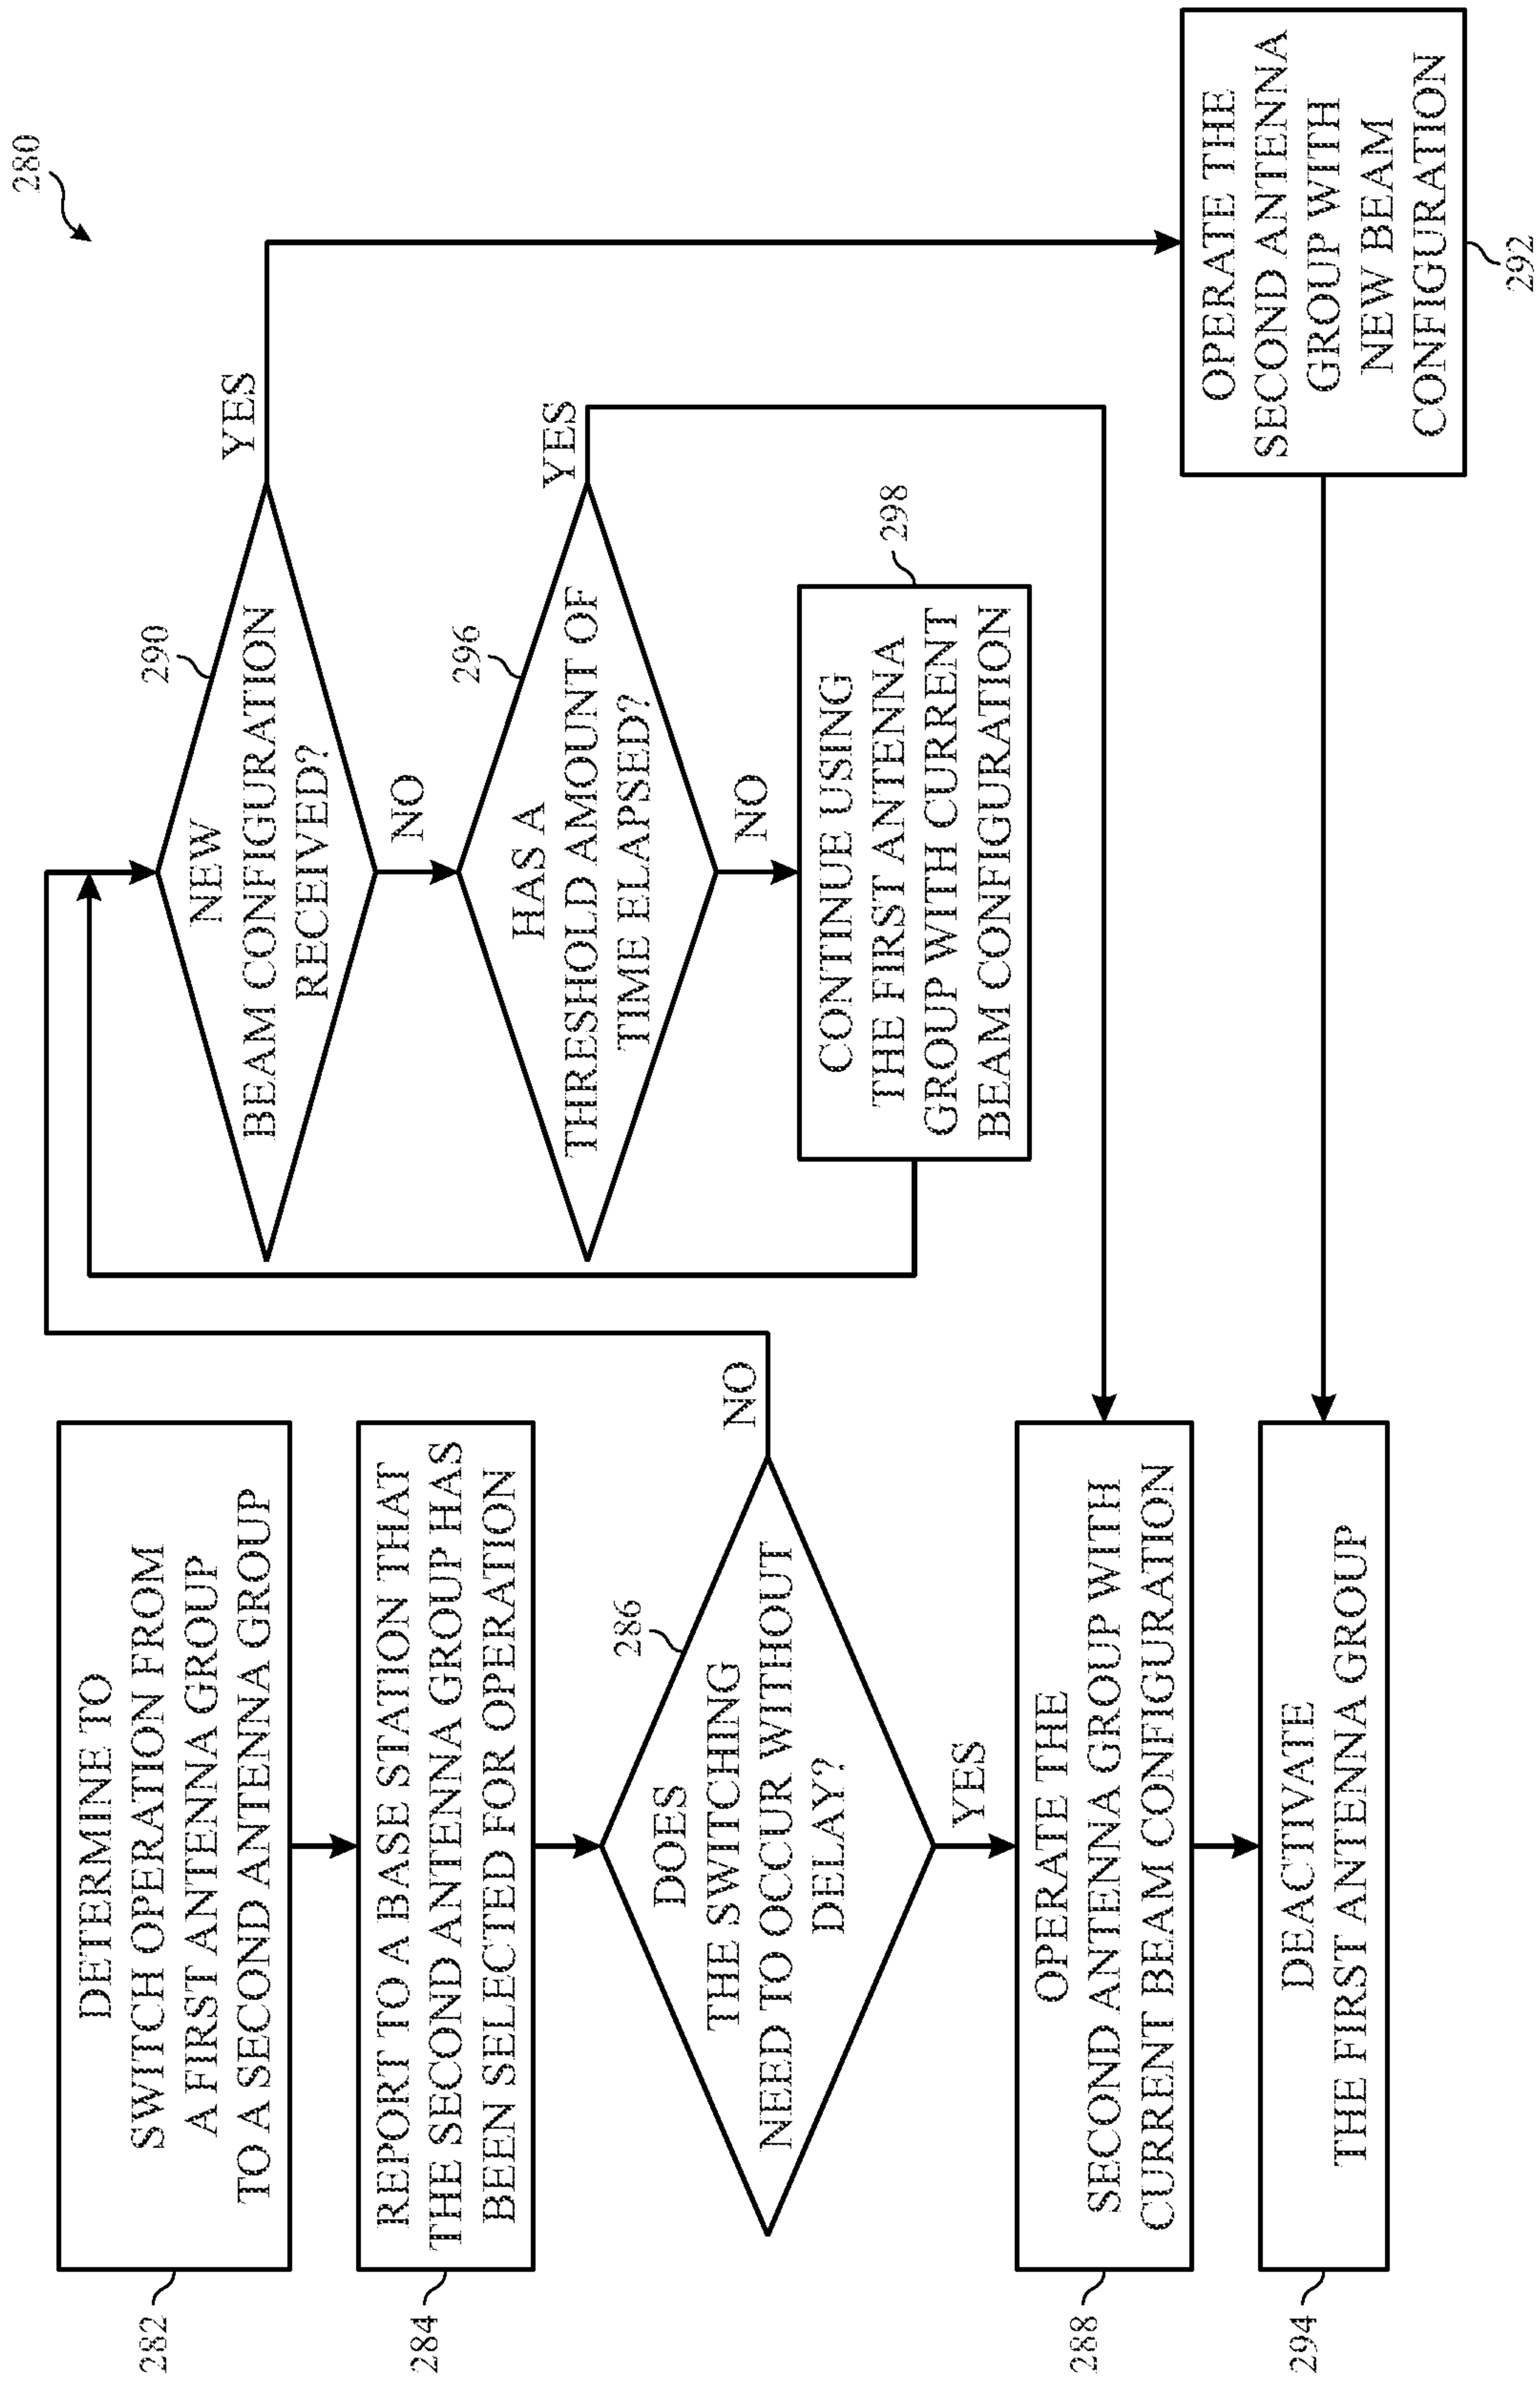 280
DETERMINE TO
SWITCH OPERATION FROM
A FIRST ANTENNA GROUP
TO A SECOND ANTENNA GROUP
282
REPORT TO A BASE STATION THAT
THE SECOND ANTENNA GROUP HAS
BEEN SELECTED FOR OPERATION
284
286
DOES
THE SWITCHING
NEED TO OCCUR WITHOUT
DELAY?
NO
YES
OPERATE THE
SECOND ANTENNA GROUP WITH
CURRENT BEAM CONFIGURATION
288
DEACTIVATE
THE FIRST ANTENNA GROUP
294
290
NEW
BEAM CONFIGURATION
RECEIVED?
YES
NO
296
HAS A
THRESHOLD AMOUNT OF
TIME ELAPSED?
YES
NO
298
CONTINUE USING
THE FIRST ANTENNA
GROUP WITH CURRENT
BEAM CONFIGURATION
OPERATE THE
SECOND ANTENNA
GROUP WITH
NEW BEAM
CONFIGURATION
292